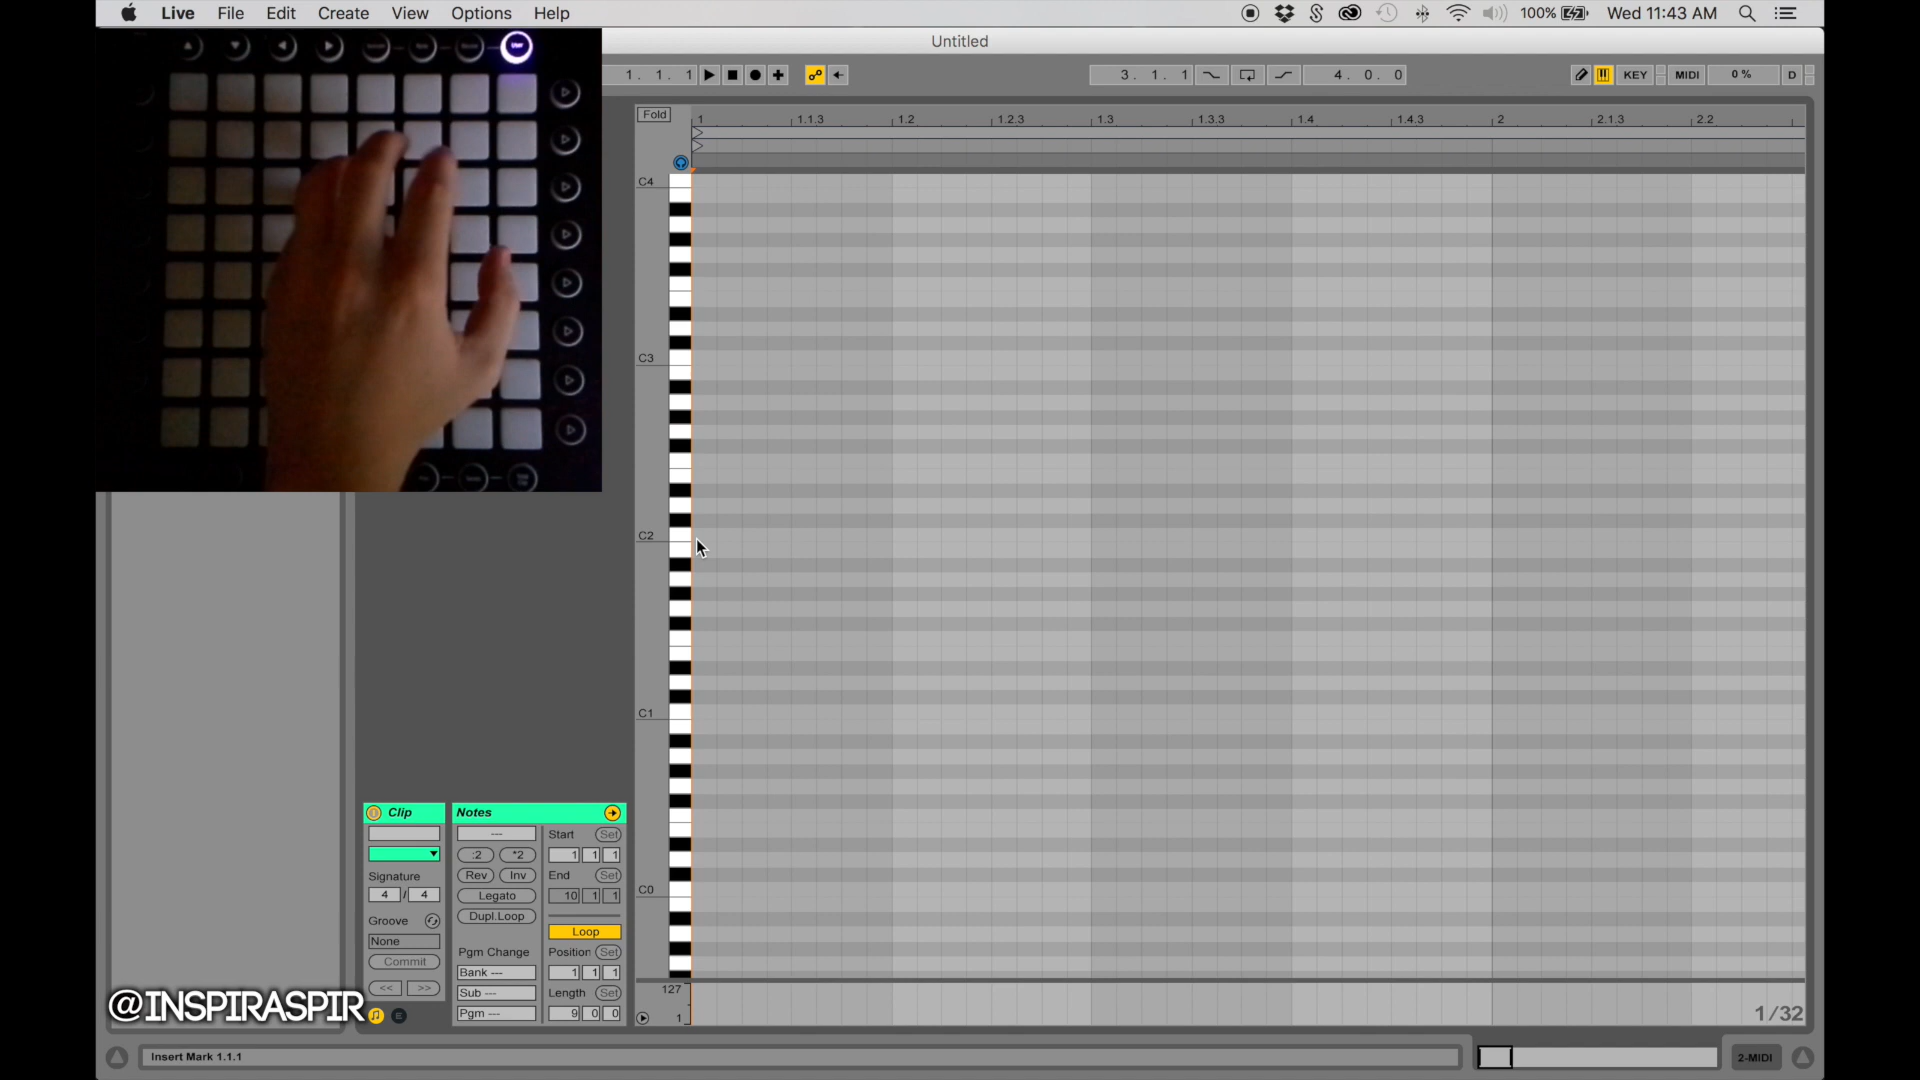 Live File Edit Create View Options Help
100% Wed 11:43 AM
Untitled
1. 1. 1
3. 1. 1
4. 0. 0
KEY MIDI 0 % D
Fold
1 1.1.3 1.2 1.2.3 1.3 1.3.3 1.4 1.4.3 2 2.1.3 2.2
C4
C3
C2
C1
C0
Clip
Signature
4 / 4
Groove
None
Commit
<< >>
Notes
---
:2 *2
Rev Inv
Legato
Dupl.Loop
Pgm Change
Bank ---
Sub ---
Pgm ---
Start Set
1 1 1
End Set
10 1 1
Loop
Position Set
1 1 1
Length Set
9 0 0
127
1
1/32
@INSPIRASPIR
E
Insert Mark 1.1.1
2-MIDI